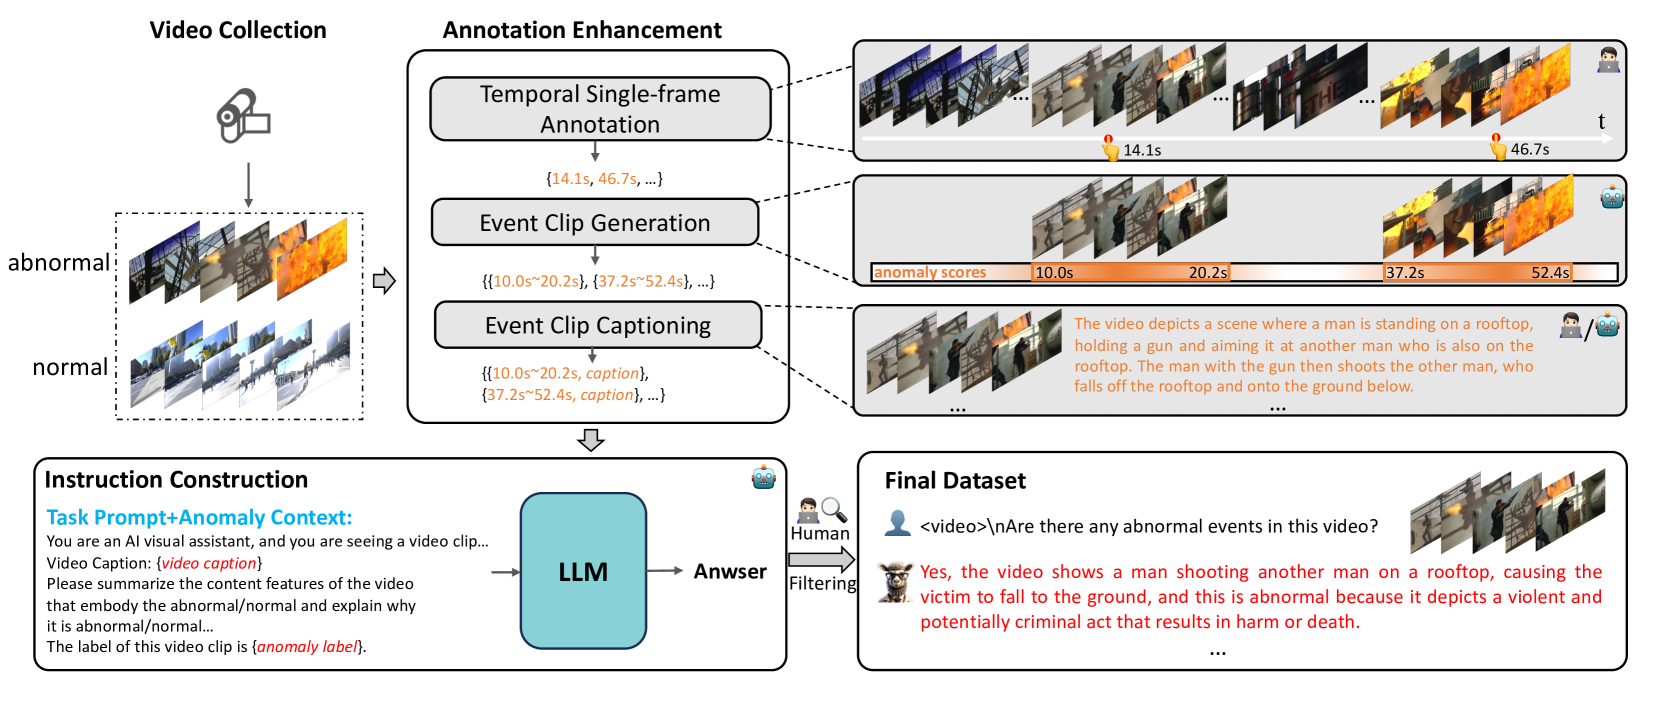 Video Collection
abnormal
normal
Annotation Enhancement
Temporal Single-frame
Annotation
{14.1s, 46.7s, ...}
Event Clip Generation
{{10.0s~20.2s}, {37.2s~52.4s}, ...}
Event Clip Captioning
{{10.0s~20.2s, caption},
{37.2s~52.4s, caption}, ...}
...
...
...
t
14.1s
46.7s
anomaly scores
10.0s
20.2s
37.2s
52.4s
The video depicts a scene where a man is standing on a rooftop,
holding a gun and aiming it at another man who is also on the
rooftop. The man with the gun then shoots the other man, who
falls off the rooftop and onto the ground below.
/
...
...
Instruction Construction
Task Prompt+Anomaly Context:
You are an AI visual assistant, and you are seeing a video clip...
Video Caption: {video caption}
Please summarize the content features of the video
that embody the abnormal/normal and explain why
it is abnormal/normal...
The label of this video clip is {anomaly label}.
LLM
Anwser
Human
Filtering
Final Dataset
<video>\nAre there any abnormal events in this video?
Yes, the video shows a man shooting another man on a rooftop, causing the
victim to fall to the ground, and this is abnormal because it depicts a violent and
potentially criminal act that results in harm or death.
...